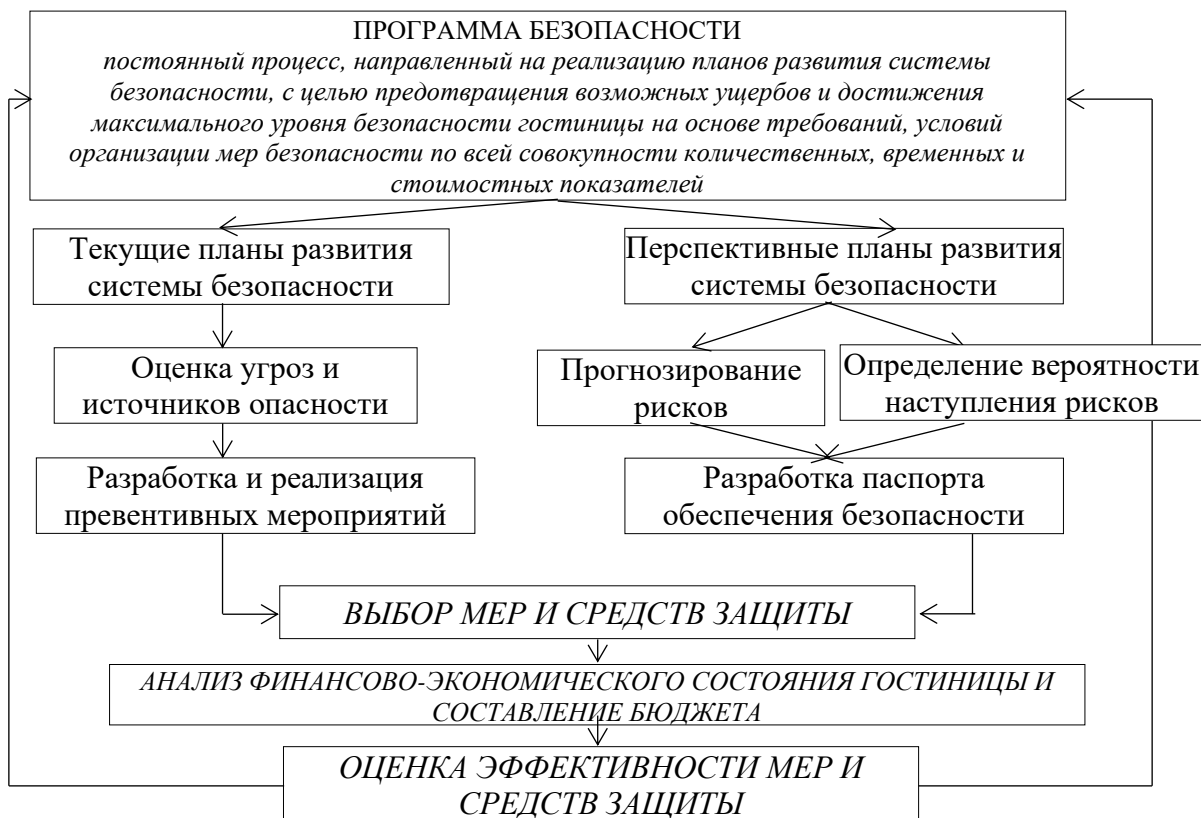 ПРОГРАММА БЕЗОПАСНОСТИ
постоянный процесс, направленный на реализацию планов развития системы
безопасности, с целью предотвращения возможных ущербов и достижения
максимального уровня безопасности гостиницы на основе требований, условий
организации мер безопасности по всей совокупности количественных, временных и
стоимостных показателей
Текущие планы развития
системы безопасности
Перспективные планы развития
системы безопасности
Оценка угроз и
источников опасности
Прогнозирование
рисков
Определение вероятности
наступления рисков
Разработка и реализация
превентивных мероприятий
Разработка паспорта
обеспечения безопасности
ВЫБОР МЕР И СРЕДСТВ ЗАЩИТЫ
АНАЛИЗ ФИНАНСОВО-ЭКОНОМИЧЕСКОГО СОСТОЯНИЯ ГОСТИНИЦЫ И
СОСТАВЛЕНИЕ БЮДЖЕТА
ОЦЕНКА ЭФФЕКТИВНОСТИ МЕР И
СРЕДСТВ ЗАЩИТЫ